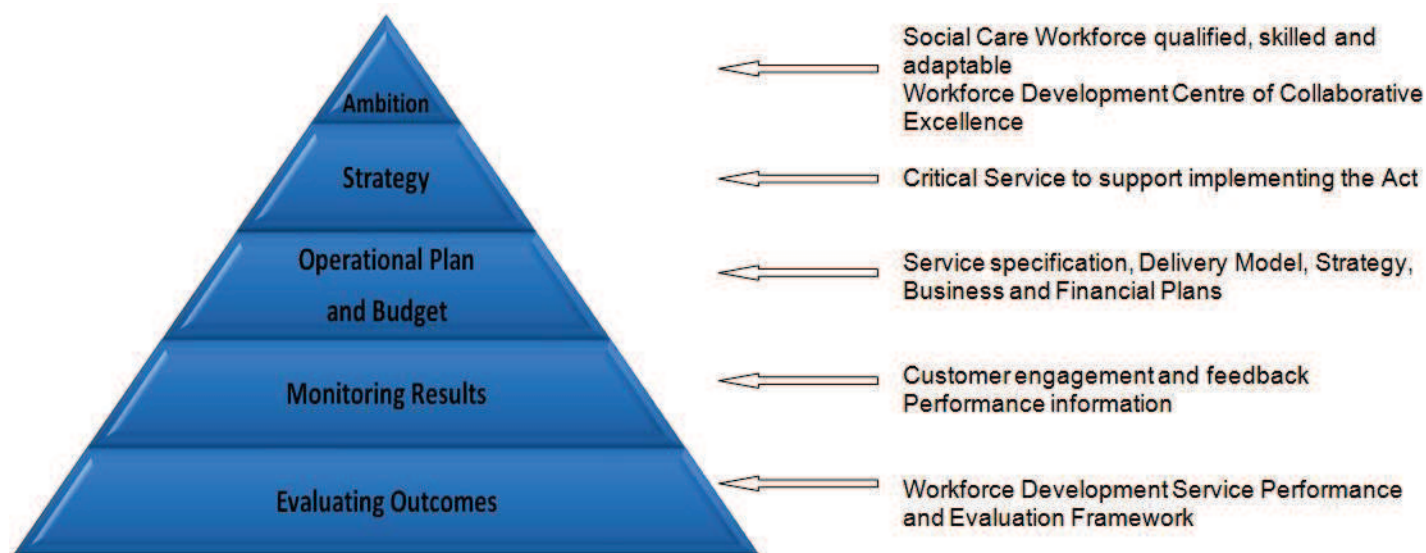 Ambition
Social Care Workforce qualified, skilled and
adaptable
Workforce Development Centre of Collaborative
Excellence
Strategy
Critical Service to support implementing the Act
Operational Plan
and Budget
Service specification, Delivery Model, Strategy,
Business and Financial Plans
Monitoring Results
Customer engagement and feedback
Performance information
Evaluating Outcomes
Workforce Development Service Performance
and Evaluation Framework